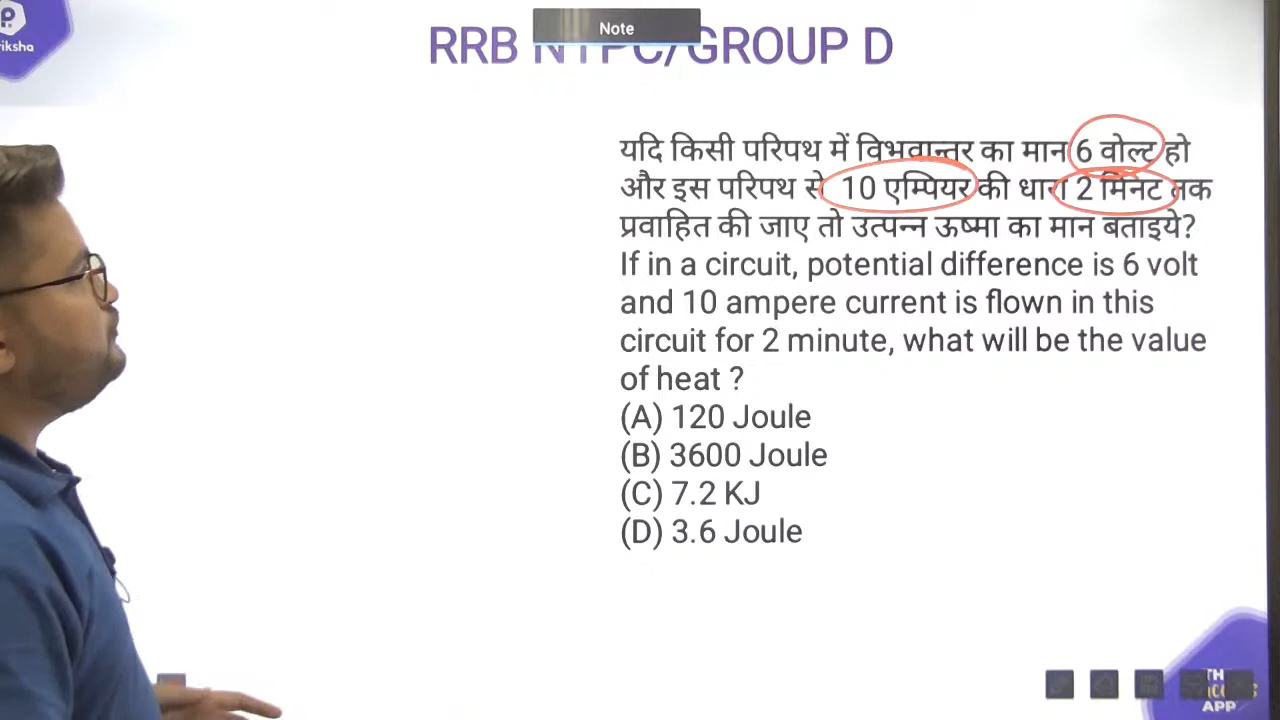 riksha
Note
RRB NTPC/GROUP D
यदि किसी परिपथ में विभवान्तर का मान 6 वोल्ट हो
और इस परिपथ से 10 एम्पियर की धारा 2 मिनट तक
प्रवाहित की जाए तो उत्पन्न ऊष्मा का मान बताइये?
If in a circuit, potential difference is 6 volt
and 10 ampere current is flown in this
circuit for 2 minute, what will be the value
of heat ?
(A) 120 Joule
(B) 3600 Joule
(C) 7.2 KJ
(D) 3.6 Joule
APP